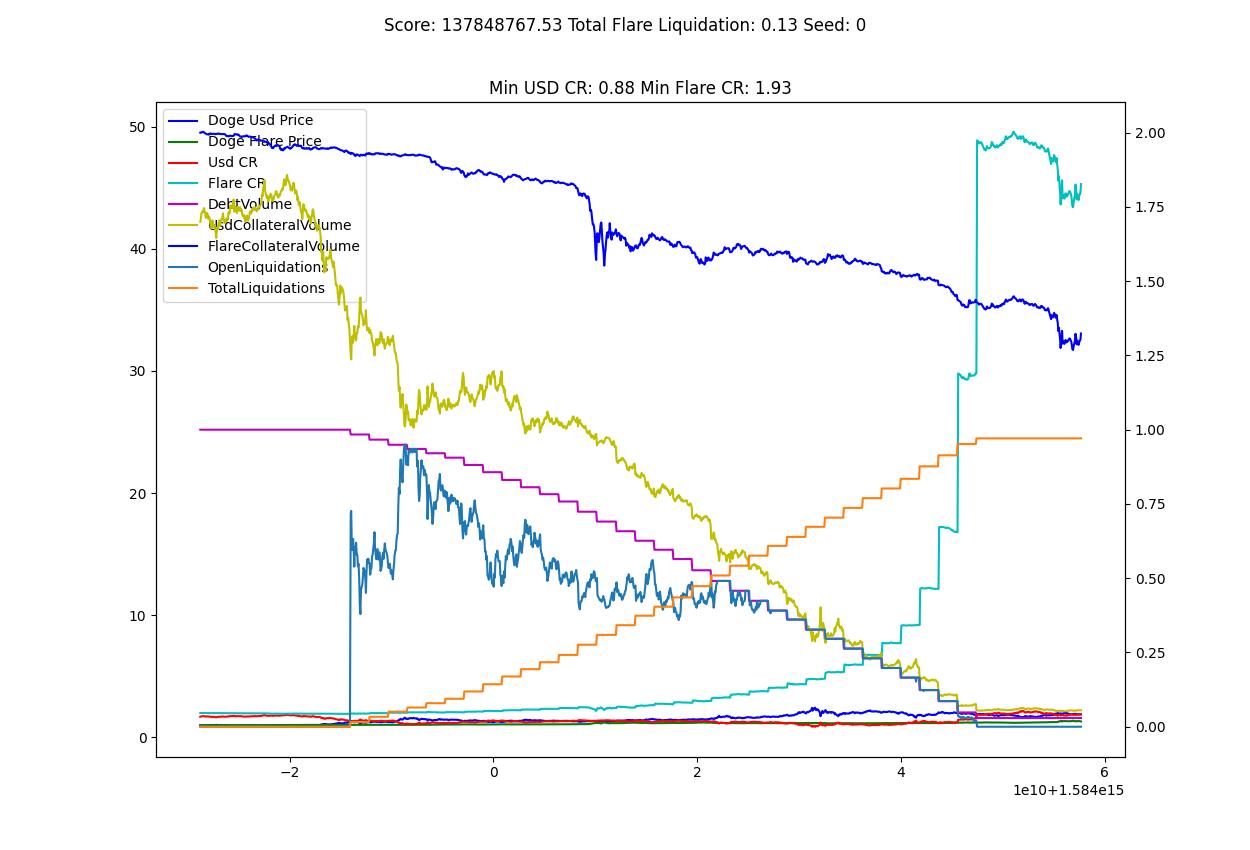 Score: 137848767.53 Total Flare Liquidation: 0.13 Seed: 0
Min USD CR: 0.88 Min Flare CR: 1.93
Doge Usd Price
Doge Flare Price
Usd CR
Flare CR
DebtVolume
UsdCollateralVolume
FlareCollateralVolume
OpenLiquidations
TotalLiquidations
50
40
30
20
10
0
2.00
1.75
1.50
1.25
1.00
0.75
0.50
0.25
0.00
−2 0 2 4 6
1e10+1.584e15